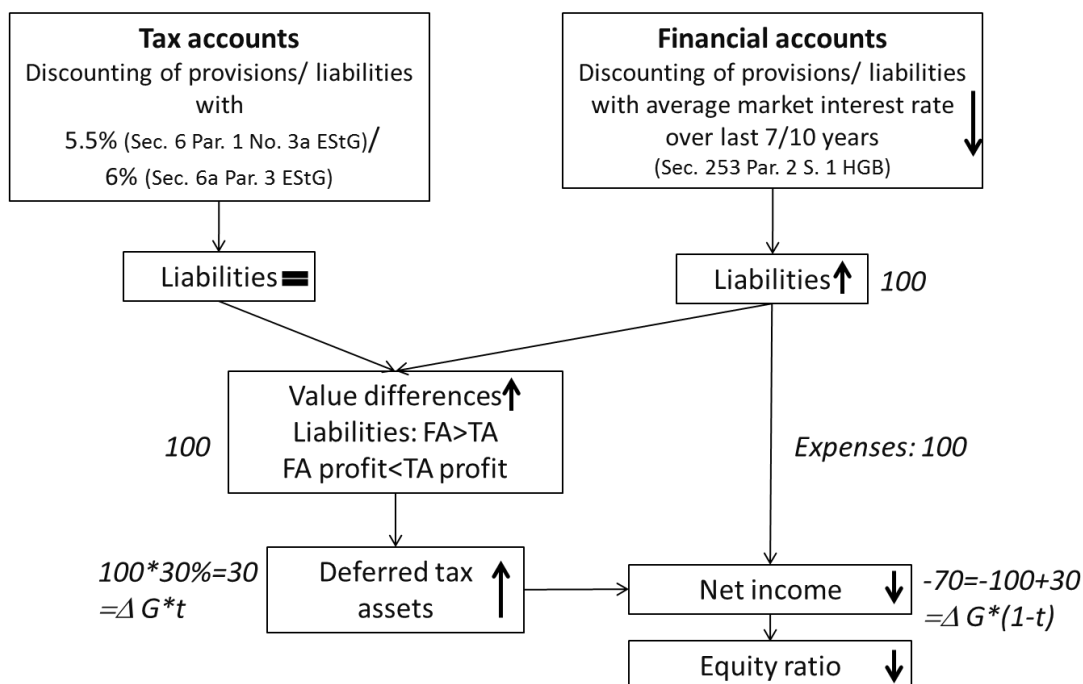 Tax accounts
Discounting of provisions/ liabilities
with
5.5% (Sec. 6 Par. 1 No. 3a EStG)/
6% (Sec. 6a Par. 3 EStG)
Financial accounts
Discounting of provisions/ liabilities
with average market interest rate
over last 7/10 years
(Sec. 253 Par. 2 S. 1 HGB)
Liabilities
Liabilities
100
Value differences
Liabilities: FA>TA
FA profit<TA profit
100
Expenses: 100
100*30%=30
=Δ G*t
Deferred tax
assets
Net income
-70=-100+30
=Δ G*(1-t)
Equity ratio